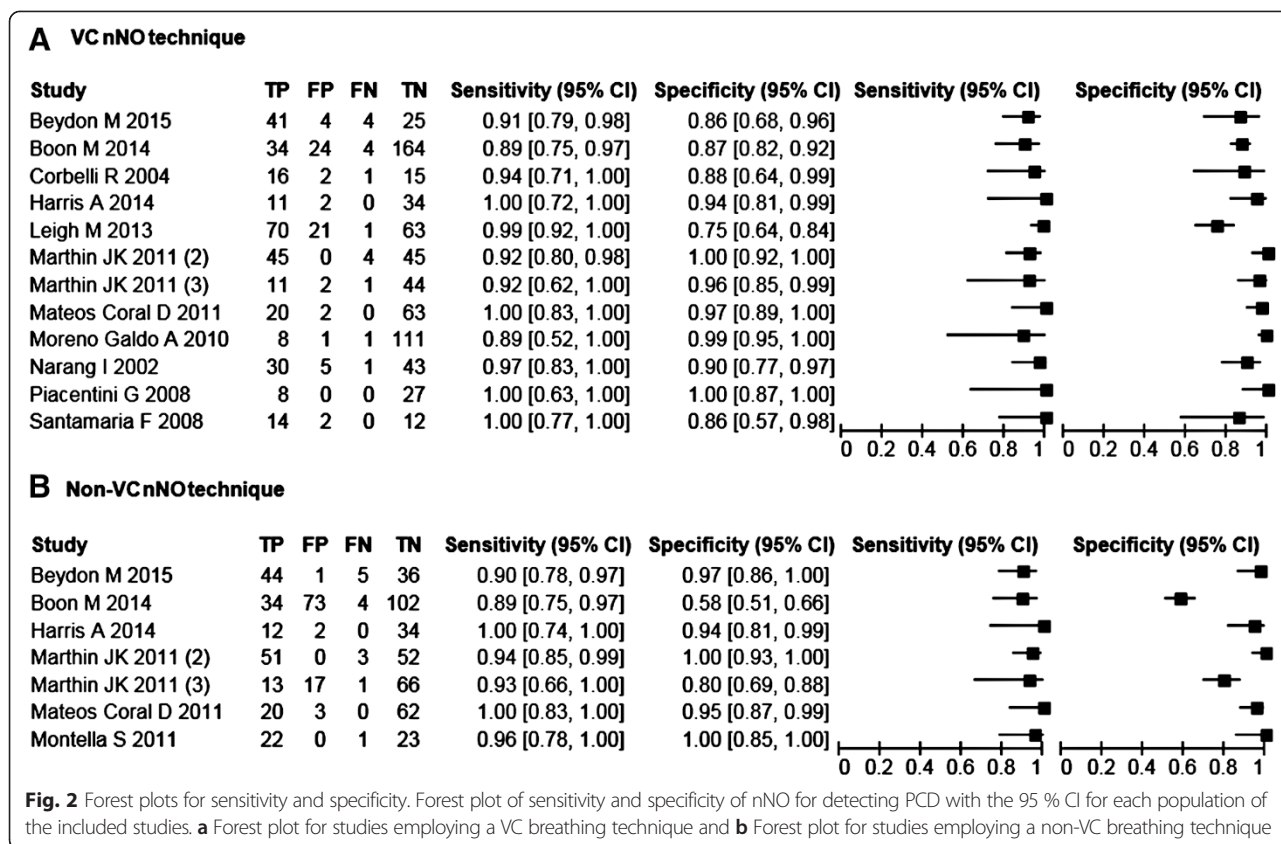 A VC nNO technique
Study TP FP FN TN Sensitivity (95% CI) Specificity (95% CI) Sensitivity (95% CI) Specificity (95% CI)
Beydon M 2015 41 4 4 25 0.91 [0.79, 0.98] 0.86 [0.68, 0.96]
Boon M 2014 34 24 4 164 0.89 [0.75, 0.97] 0.87 [0.82, 0.92]
Corbelli R 2004 16 2 1 15 0.94 [0.71, 1.00] 0.88 [0.64, 0.99]
Harris A 2014 11 2 0 34 1.00 [0.72, 1.00] 0.94 [0.81, 0.99]
Leigh M 2013 70 21 1 63 0.99 [0.92, 1.00] 0.75 [0.64, 0.84]
Marthin JK 2011 (2) 45 0 4 45 0.92 [0.80, 0.98] 1.00 [0.92, 1.00]
Marthin JK 2011 (3) 11 2 1 44 0.92 [0.62, 1.00] 0.96 [0.85, 0.99]
Mateos Coral D 2011 20 2 0 63 1.00 [0.83, 1.00] 0.97 [0.89, 1.00]
Moreno Galdo A 2010 8 1 1 111 0.89 [0.52, 1.00] 0.99 [0.95, 1.00]
Narang I 2002 30 5 1 43 0.97 [0.83, 1.00] 0.90 [0.77, 0.97]
Piacentini G 2008 8 0 0 27 1.00 [0.63, 1.00] 1.00 [0.87, 1.00]
Santamaria F 2008 14 2 0 12 1.00 [0.77, 1.00] 0.86 [0.57, 0.98]
0 0.2 0.4 0.6 0.8 1 0 0.2 0.4 0.6 0.8 1
B Non-VC nNO technique
Study TP FP FN TN Sensitivity (95% CI) Specificity (95% CI) Sensitivity (95% CI) Specificity (95% CI)
Beydon M 2015 44 1 5 36 0.90 [0.78, 0.97] 0.97 [0.86, 1.00]
Boon M 2014 34 73 4 102 0.89 [0.75, 0.97] 0.58 [0.51, 0.66]
Harris A 2014 12 2 0 34 1.00 [0.74, 1.00] 0.94 [0.81, 0.99]
Marthin JK 2011 (2) 51 0 3 52 0.94 [0.85, 0.99] 1.00 [0.93, 1.00]
Marthin JK 2011 (3) 13 17 1 66 0.93 [0.66, 1.00] 0.80 [0.69, 0.88]
Mateos Coral D 2011 20 3 0 62 1.00 [0.83, 1.00] 0.95 [0.87, 0.99]
Montella S 2011 22 0 1 23 0.96 [0.78, 1.00] 1.00 [0.85, 1.00]
0 0.2 0.4 0.6 0.8 1 0 0.2 0.4 0.6 0.8 1
Fig. 2 Forest plots for sensitivity and specificity. Forest plot of sensitivity and specificity of nNO for detecting PCD with the 95 % CI for each population of
the included studies. a Forest plot for studies employing a VC breathing technique and b Forest plot for studies employing a non-VC breathing technique